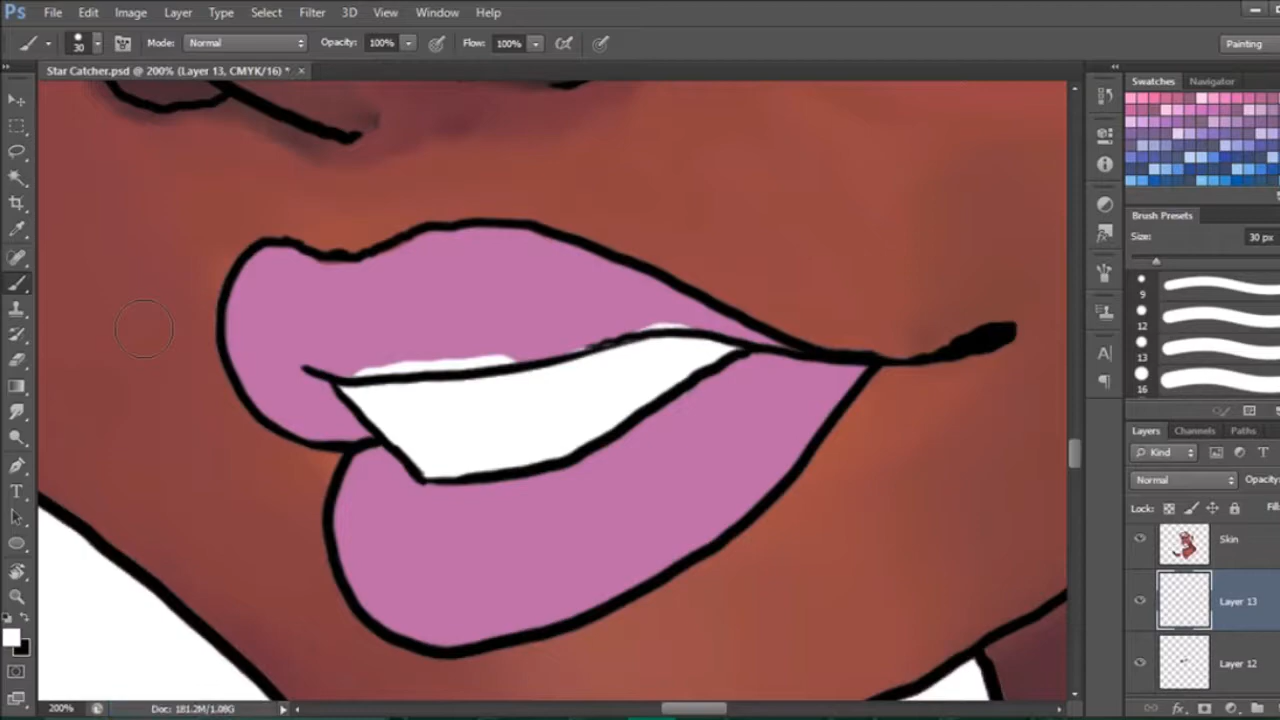 Ps File Edit Image Layer Type Select Filter 3D View Window Help
30 Mode: Normal Opacity: 100% Flow: 100% Painting
Star Catcher.psd @ 200% (Layer 13, CMYK/16) *
Swatches Navigator
Brush Presets
Size: 30 px
9
12
13
16
Layers Channels Paths
Kind
Normal Opacity:
Lock:
Skin
Layer 13
Layer 12
200% Doc: 181.2M/1.08G